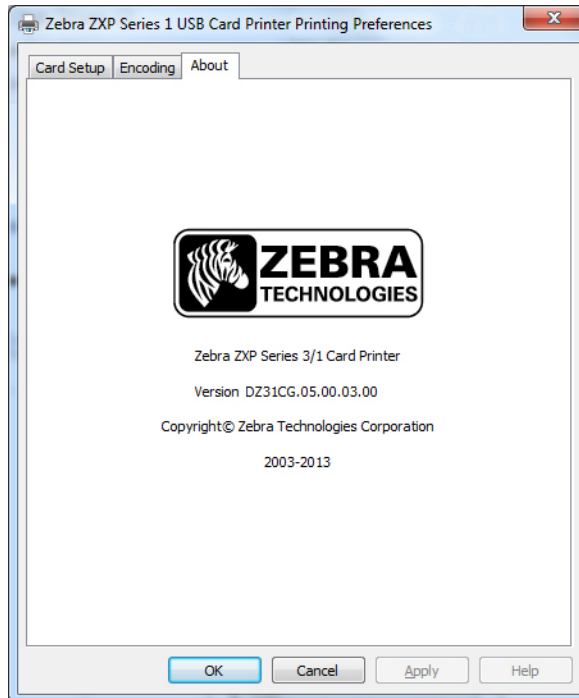 Zebra ZXP Series 1 USB Card Printer Printing Preferences
Card Setup Encoding About
ZEBRA
TECHNOLOGIES
Zebra ZXP Series 3/1 Card Printer
Version DZ31CG.05.00.03.00
Copyright© Zebra Technologies Corporation
2003-2013
OK Cancel Apply Help